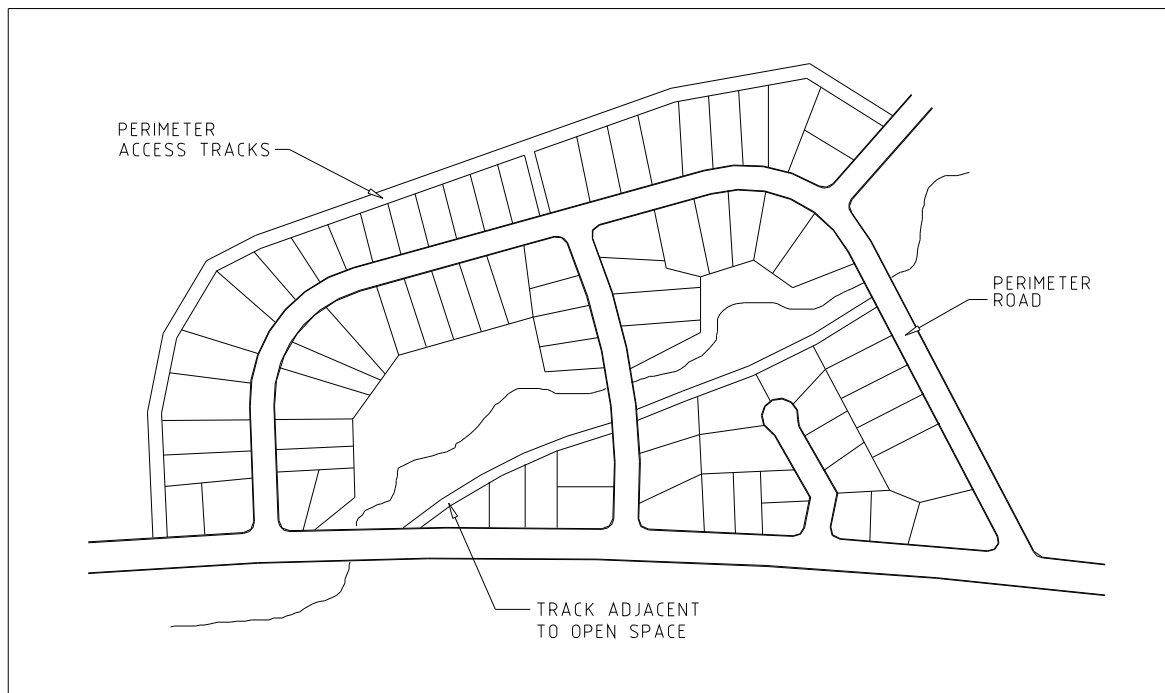 PERIMETER
ACCESS TRACKS
PERIMETER
ROAD
TRACK ADJACENT
TO OPEN SPACE